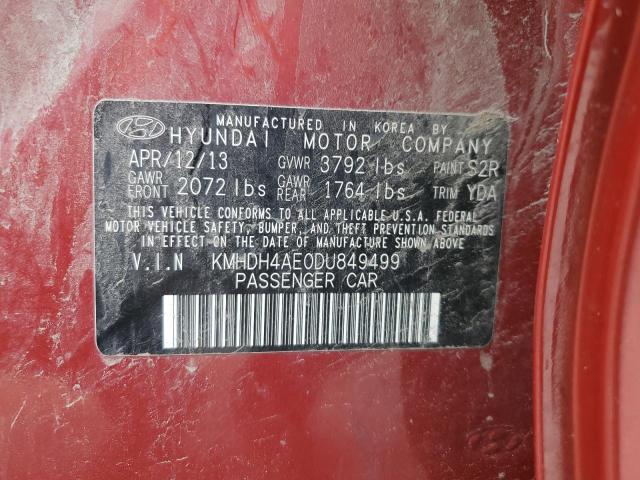 MANUFACTURED IN KOREA BY
HYUNDAI MOTOR COMPANY
APR/12/13 GVWR 3792 lbs PAINT S2R
GAWR FRONT 2072 lbs GAWR REAR 1764 lbs TRIM YDA
THIS VEHICLE CONFORMS TO ALL APPLICABLE U.S.A. FEDERAL
MOTOR VEHICLE SAFETY, BUMPER, AND THEFT PREVENTION STANDARDS
IN EFFECT ON THE DATE OF MANUFACTURE SHOWN ABOVE
V.I.N KMHDH4AE0DU849499
PASSENGER CAR